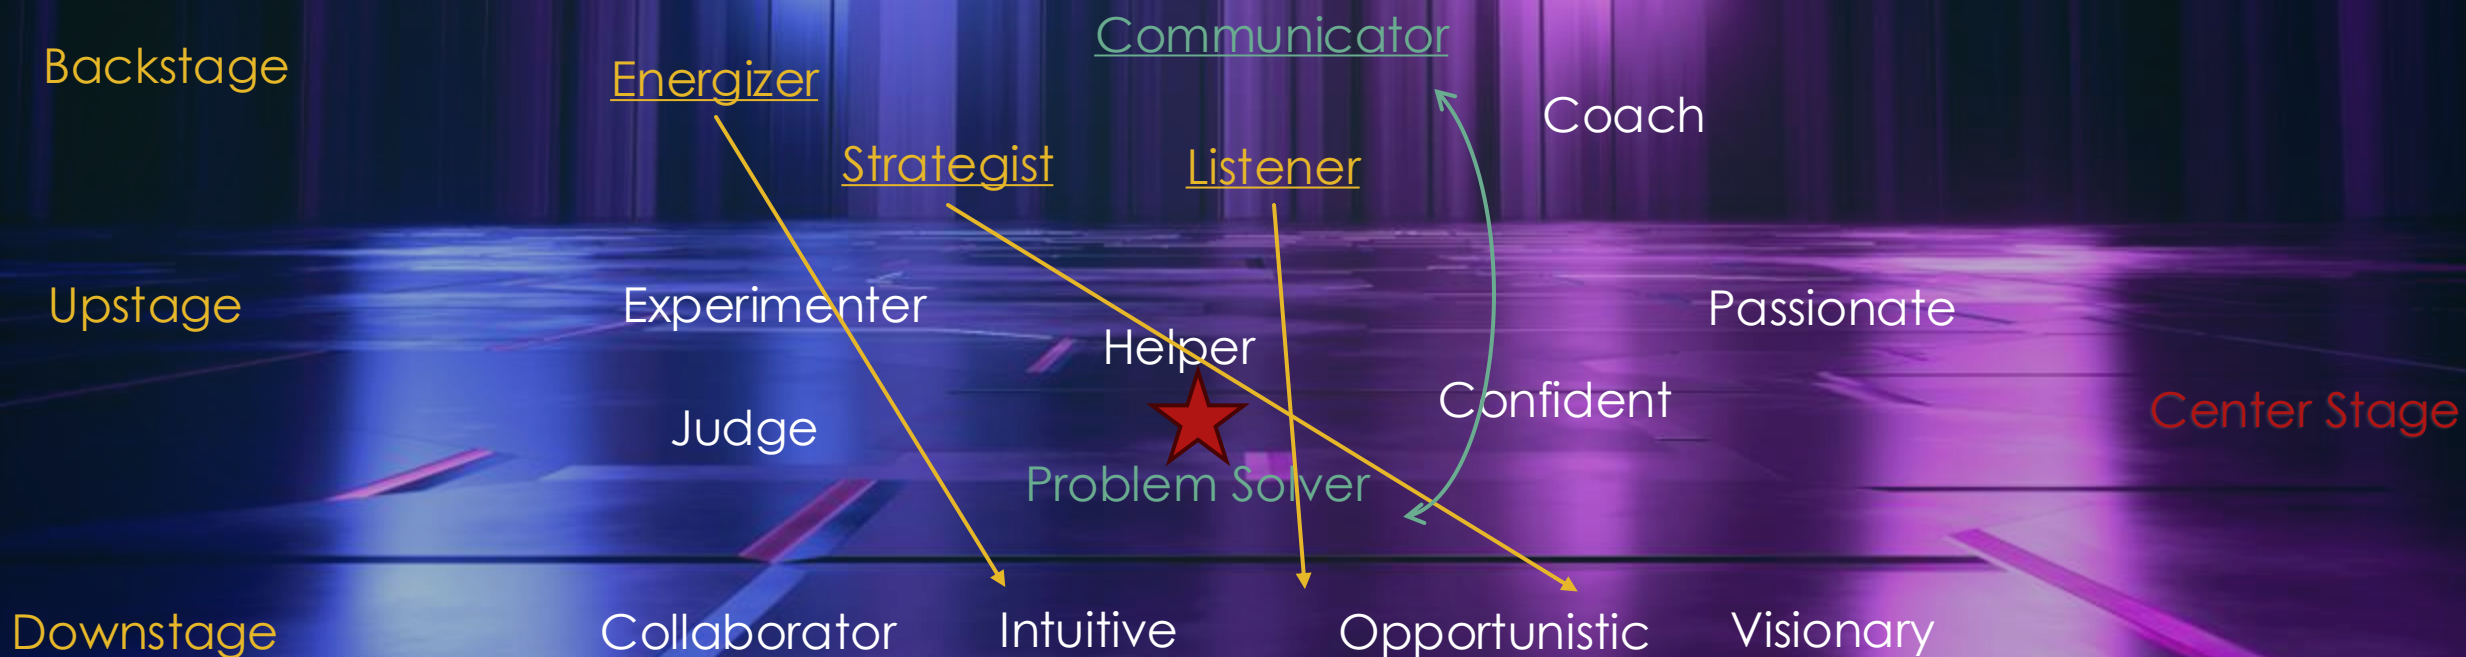 Communicator
Backstage
Energizer
Coach
Strategist
Listener
Upstage
Experimenter
Passionate
Helper
Confident
Center Stage
Judge
Problem Solver
Downstage
Collaborator
Intuitive
Opportunistic
Visionary